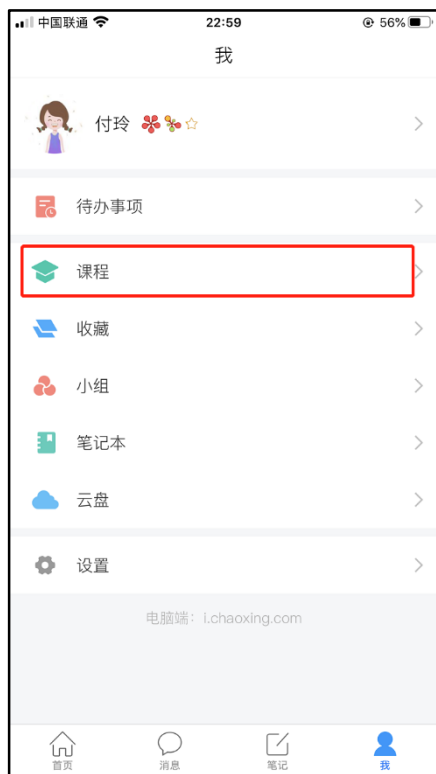 中国联通 22:59 56%
我
付玲
待办事项
课程
收藏
小组
笔记本
云盘
设置
电脑端：i.chaoxing.com
首页 消息 笔记 我